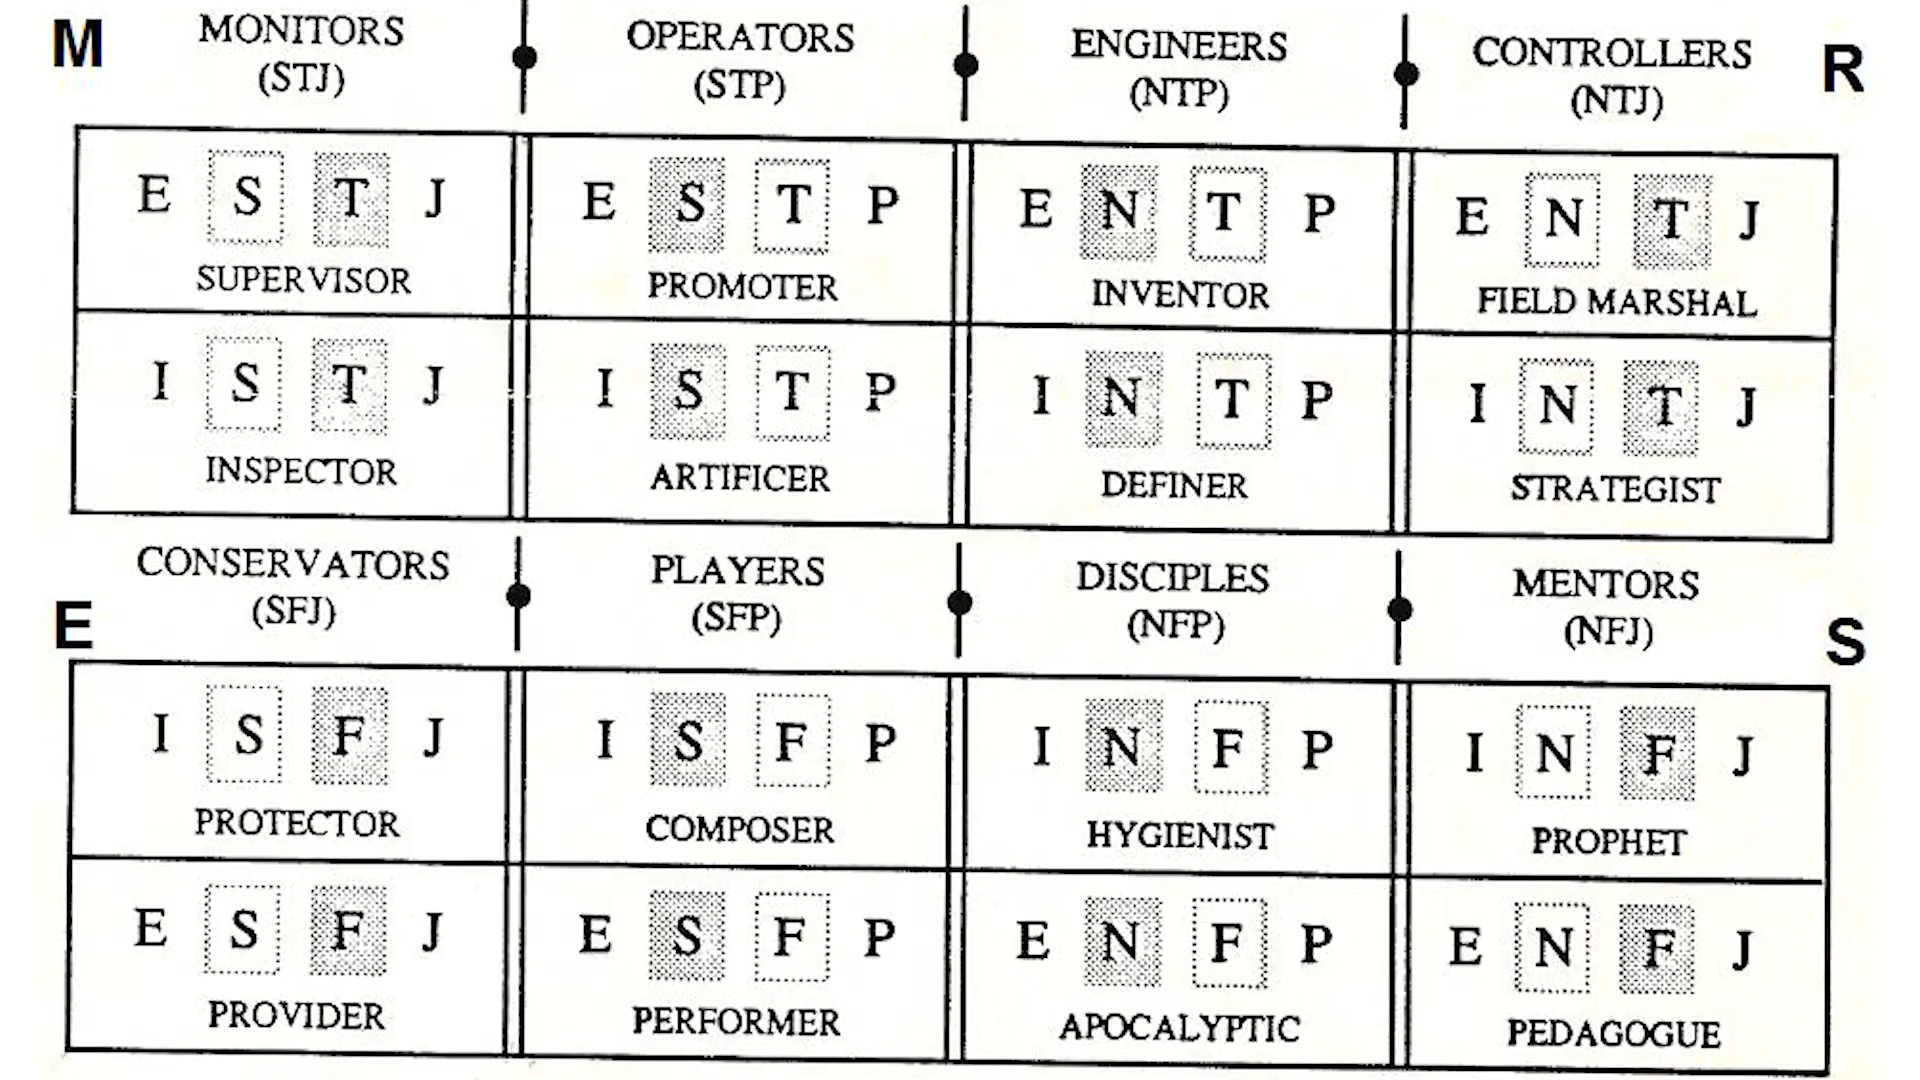 M
MONITORS
(STJ)
OPERATORS
(STP)
ENGINEERS
(NTP)
CONTROLLERS
(NTJ)
R
E S T J
SUPERVISOR
E S T P
PROMOTER
E N T P
INVENTOR
E N T J
FIELD MARSHAL
I S T J
INSPECTOR
I S T P
ARTIFICER
I N T P
DEFINER
I N T J
STRATEGIST
E
CONSERVATORS
(SFJ)
PLAYERS
(SFP)
DISCIPLES
(NFP)
MENTORS
(NFJ)
S
I S F J
PROTECTOR
I S F P
COMPOSER
I N F P
HYGIENIST
I N F J
PROPHET
E S F J
PROVIDER
E S F P
PERFORMER
E N F P
APOCALYPTIC
E N F J
PEDAGOGUE